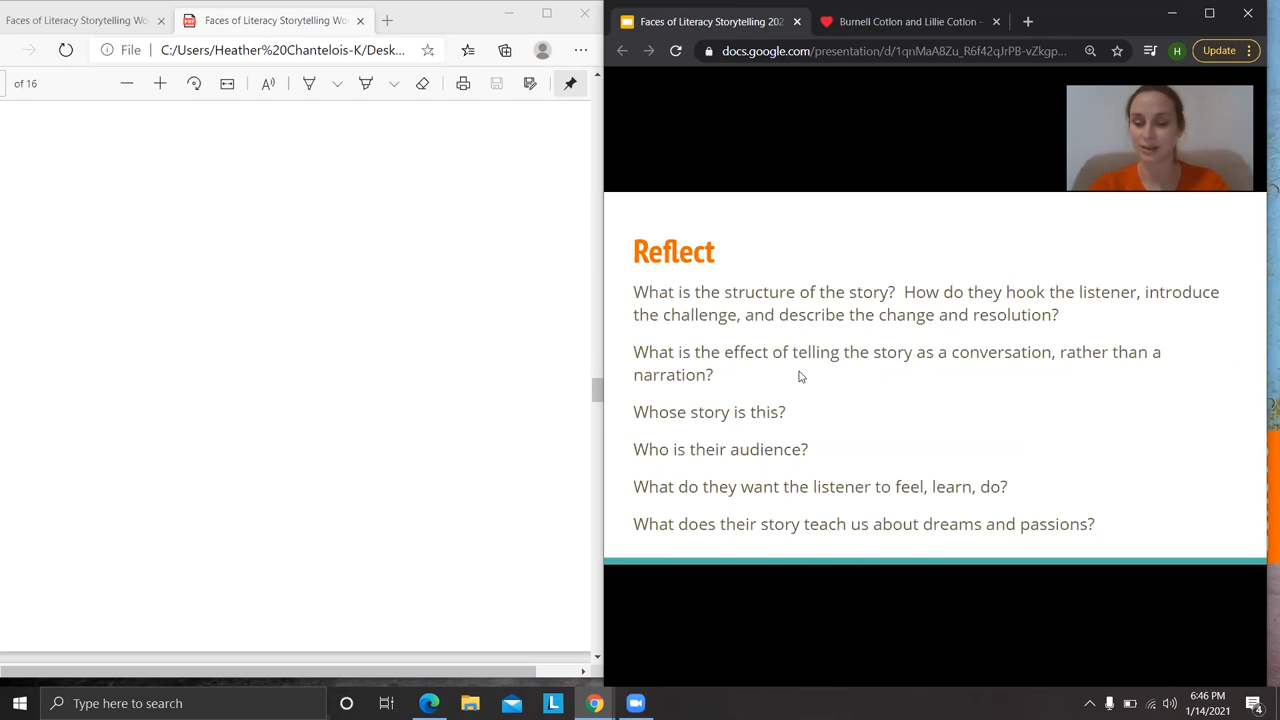 Faces of Literacy Storytelling Wo
Faces of Literacy Storytelling Wo
File
C:/Users/Heather%20Chantelois-K/Desk...
of 16
Faces of Literacy Storytelling 202
Burnell Cotlon and Lillie Cotlon –
docs.google.com/presentation/d/1qnMaA8Zu_R6f42qJrPB-vZkgp...
H
Update
Reflect
What is the structure of the story?  How do they hook the listener, introduce
the challenge, and describe the change and resolution?
What is the effect of telling the story as a conversation, rather than a
narration?
Whose story is this?
Who is their audience?
What do they want the listener to feel, learn, do?
What does their story teach us about dreams and passions?
Type here to search
L
6:46 PM
1/14/2021
4